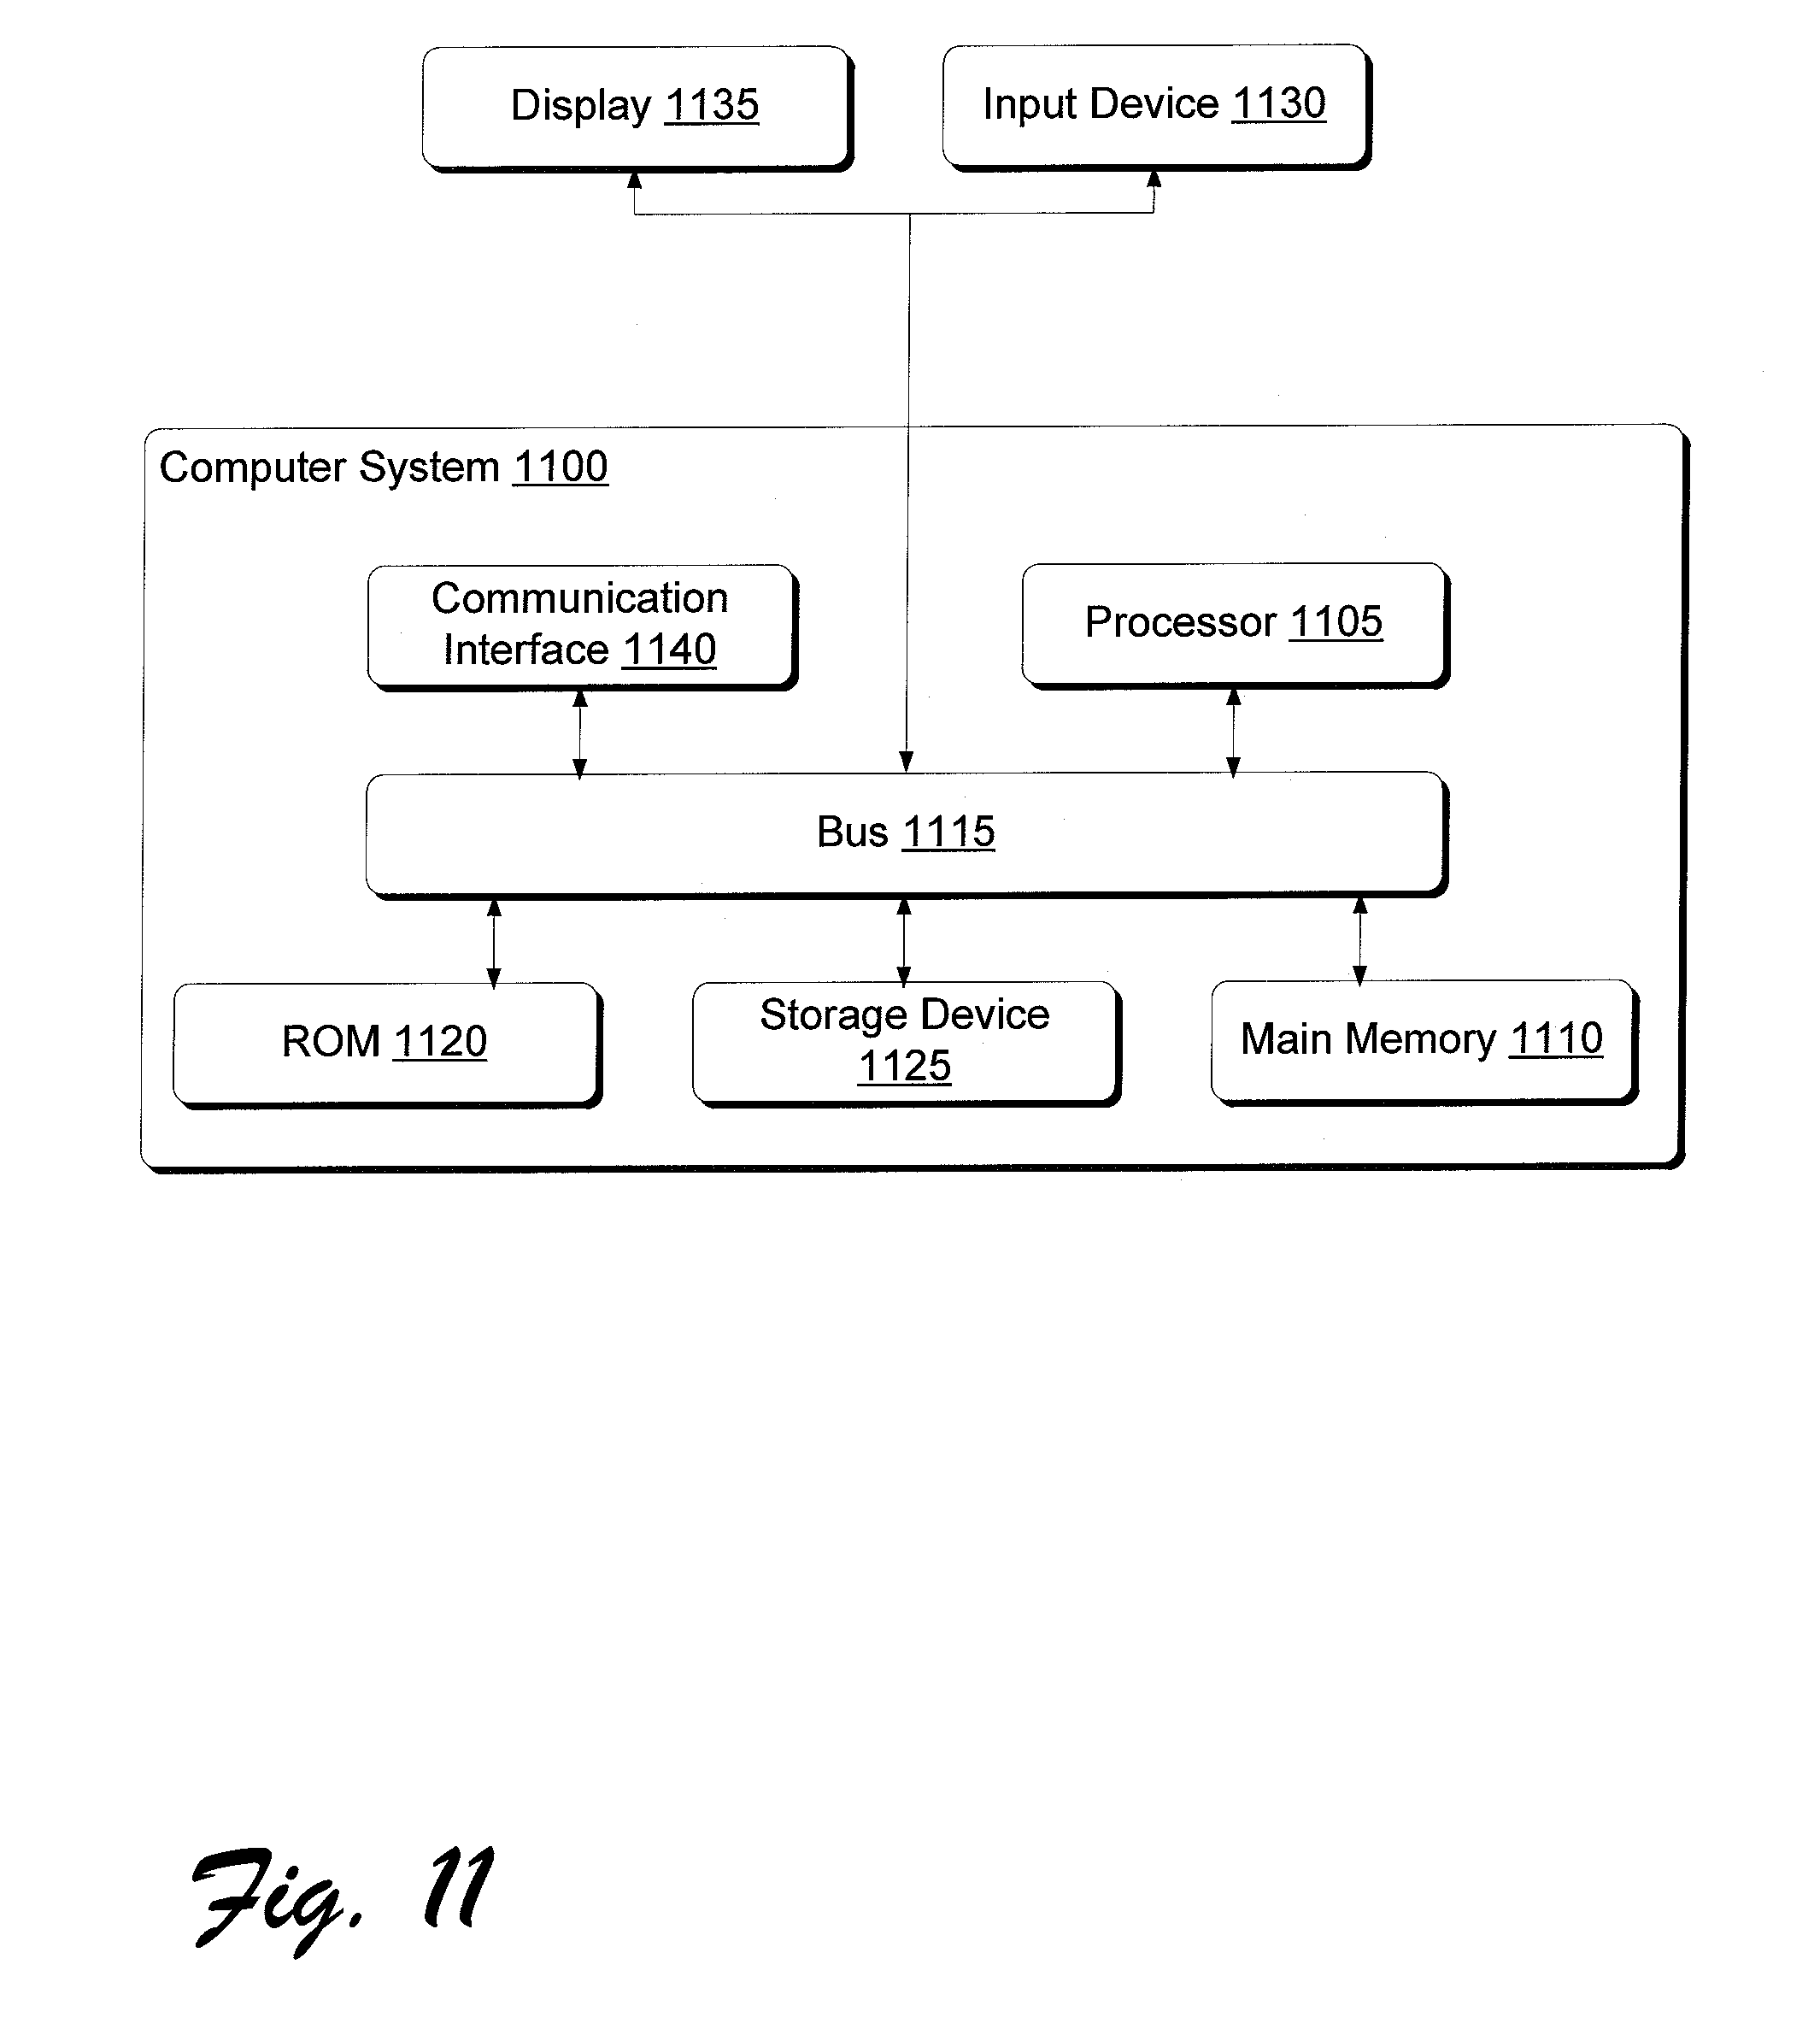 Display 1135
Input Device 1130
Computer System 1100
Communication
Interface 1140
Processor 1105
Bus 1115
ROM 1120
Storage Device
1125
Main Memory 1110
Fig. 11